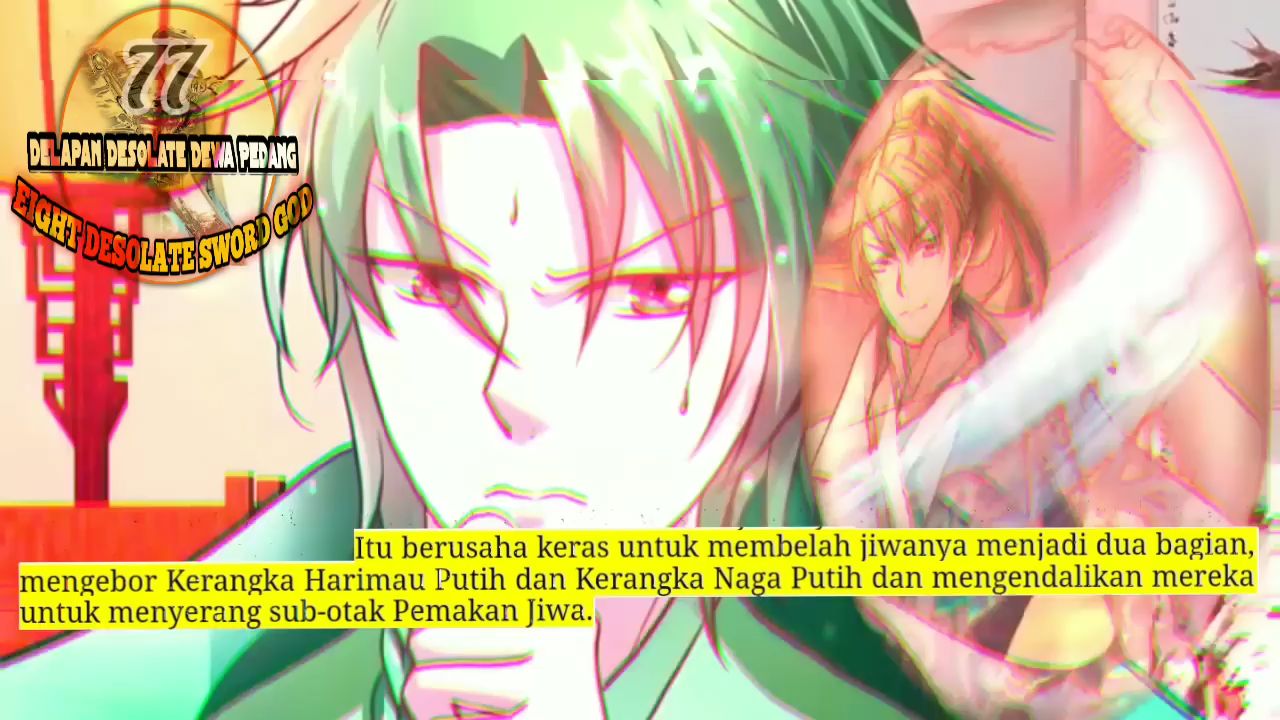 77
DELAPAN DESOLATE DEWA PEDANG
EIGHT DESOLATE SWORD GOD
Itu berusaha keras untuk membelah jiwanya menjadi dua bagian,
mengebor Kerangka Harimau Putih dan Kerangka Naga Putih dan mengendalikan mereka
untuk menyerang sub-otak Pemakan Jiwa.